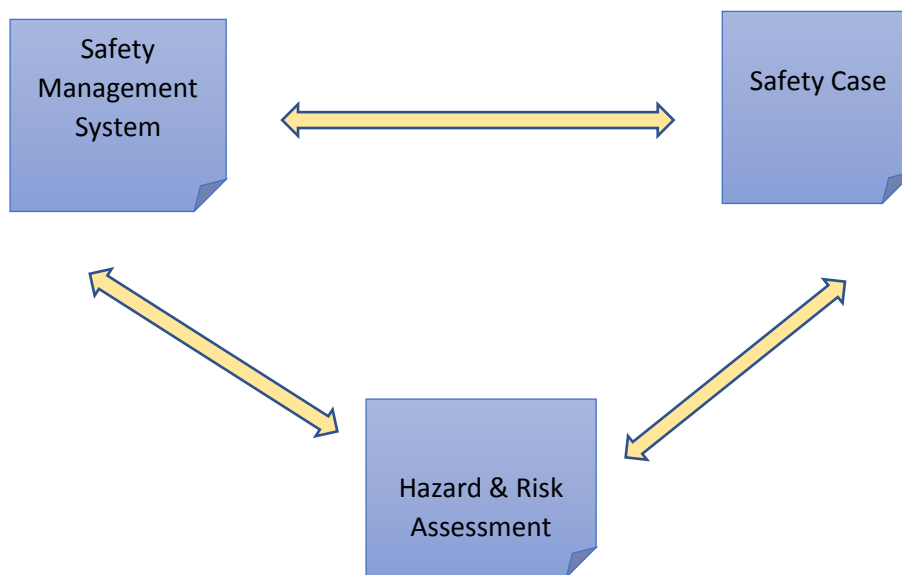 Safety
Management
System
Safety Case
Hazard & Risk
Assessment